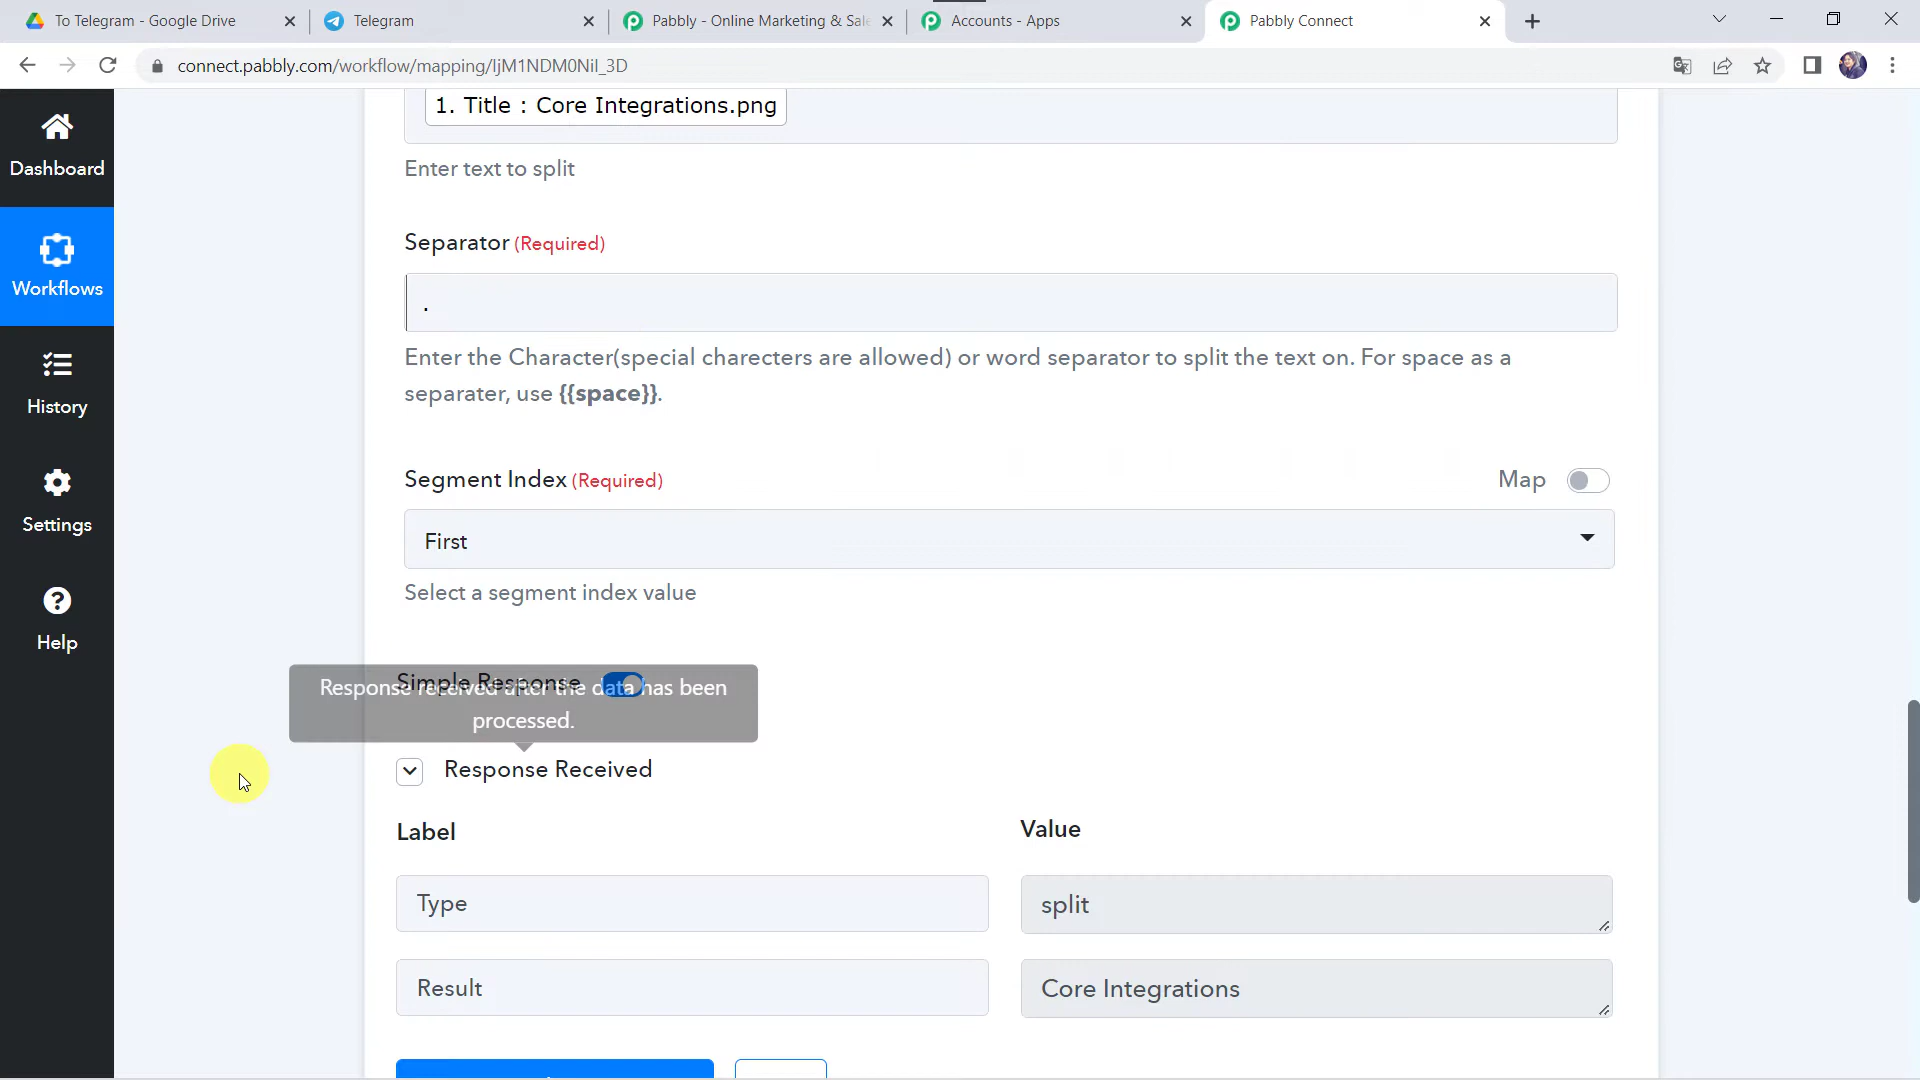 To Telegram - Google Drive
Telegram
Pabbly - Online Marketing & Sale
Accounts - Apps
Pabbly Connect
connect.pabbly.com/workflow/mapping/IjM1NDM0NiI_3D
Dashboard
Workflows
History
Settings
Help
1. Title : Core Integrations.png
Enter text to split
Separator (Required)
.
Enter the Character(special charecters are allowed) or word separator to split the text on. For space as a
separater, use {{space}}.
Segment Index (Required)
Map
First
Select a segment index value
Simple Response
Response received after the data has been
processed.
Response Received
Label
Value
Type
split
Result
Core Integrations